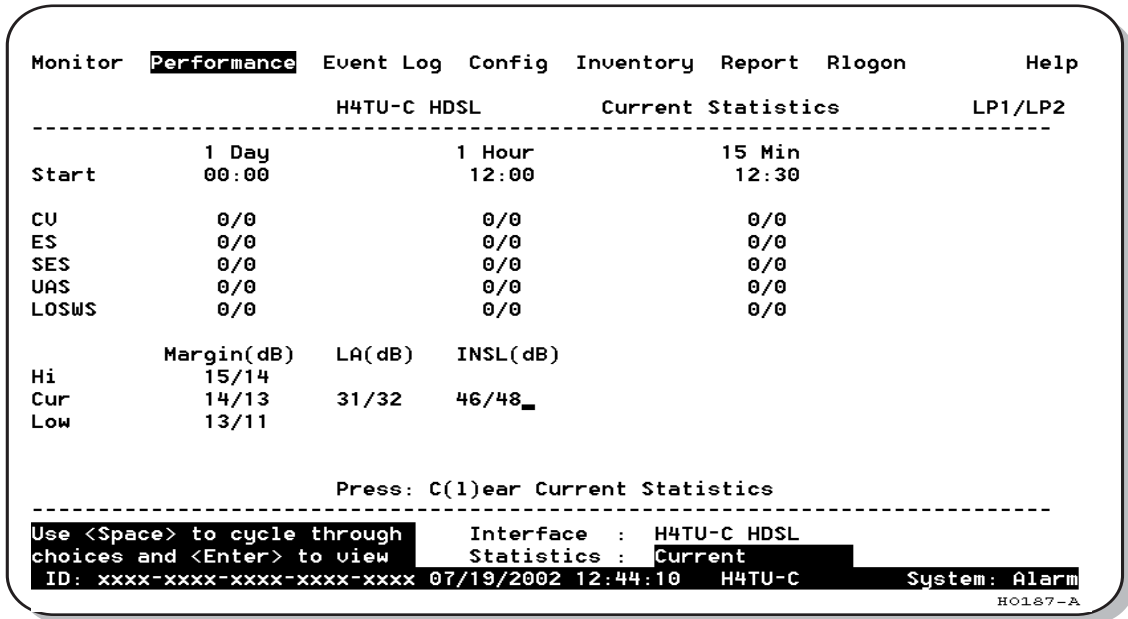 Monitor Performance Event Log Config Inventory Report Rlogon Help
H4TU-C HDSL Current Statistics LP1/LP2
1 Day 1 Hour 15 Min
Start 00:00 12:00 12:30
CV 0/0 0/0 0/0
ES 0/0 0/0 0/0
SES 0/0 0/0 0/0
UAS 0/0 0/0 0/0
LOSWS 0/0 0/0 0/0
Margin(dB) LA(dB) INSL(dB)
Hi 15/14
Cur 14/13 31/32 46/48_
Low 13/11
Press: C(l)ear Current Statistics
Use <Space> to cycle through Interface : H4TU-C HDSL
choices and <Enter> to view Statistics : Current
ID: xxxx-xxxx-xxxx-xxxx-xxxx 07/19/2002 12:44:10 H4TU-C System: Alarm
HO187-A